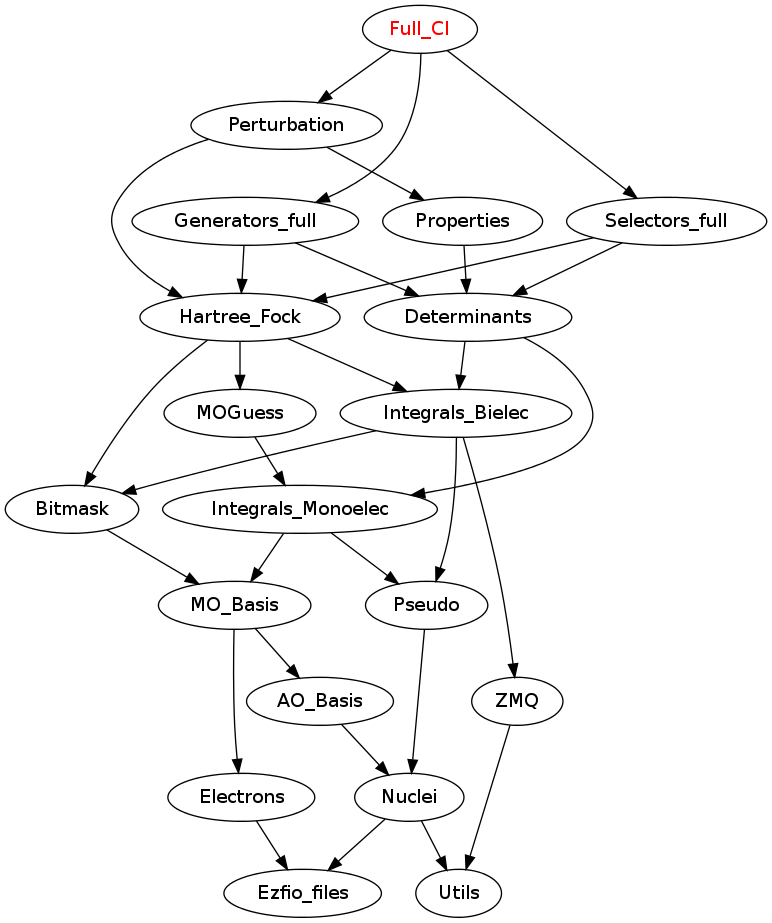 Full_CI
Perturbation
Generators_full
Properties
Selectors_full
Hartree_Fock
Determinants
MOGuess
Integrals_Bielec
Bitmask
Integrals_Monoelec
MO_Basis
Pseudo
AO_Basis
ZMQ
Electrons
Nuclei
Ezfio_files
Utils